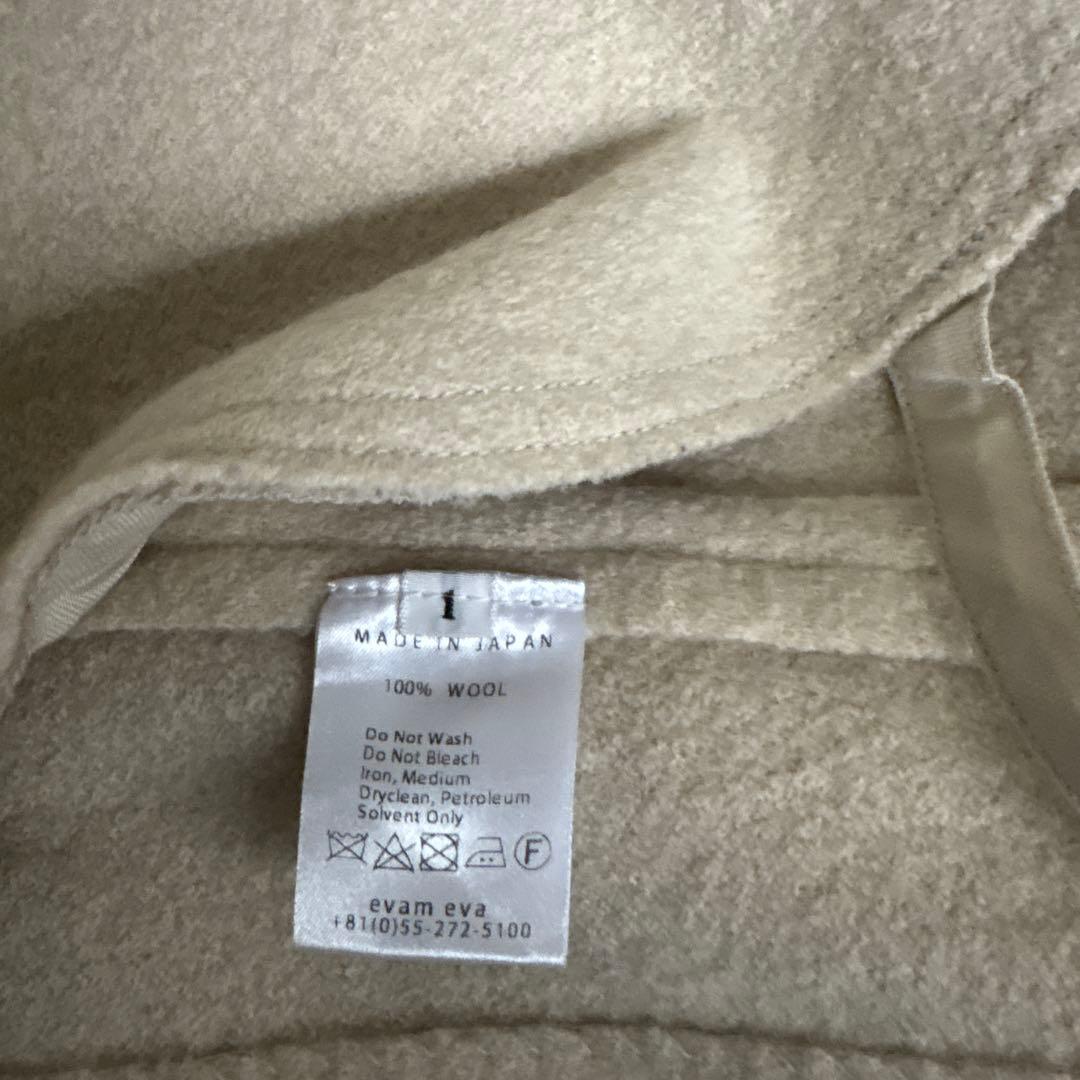 1
MADE IN JAPAN
100% WOOL
Do Not Wash
Do Not Bleach
Iron, Medium
Dryclean, Petroleum
Solvent Only
F
evam eva
+81(0)55-272-5100